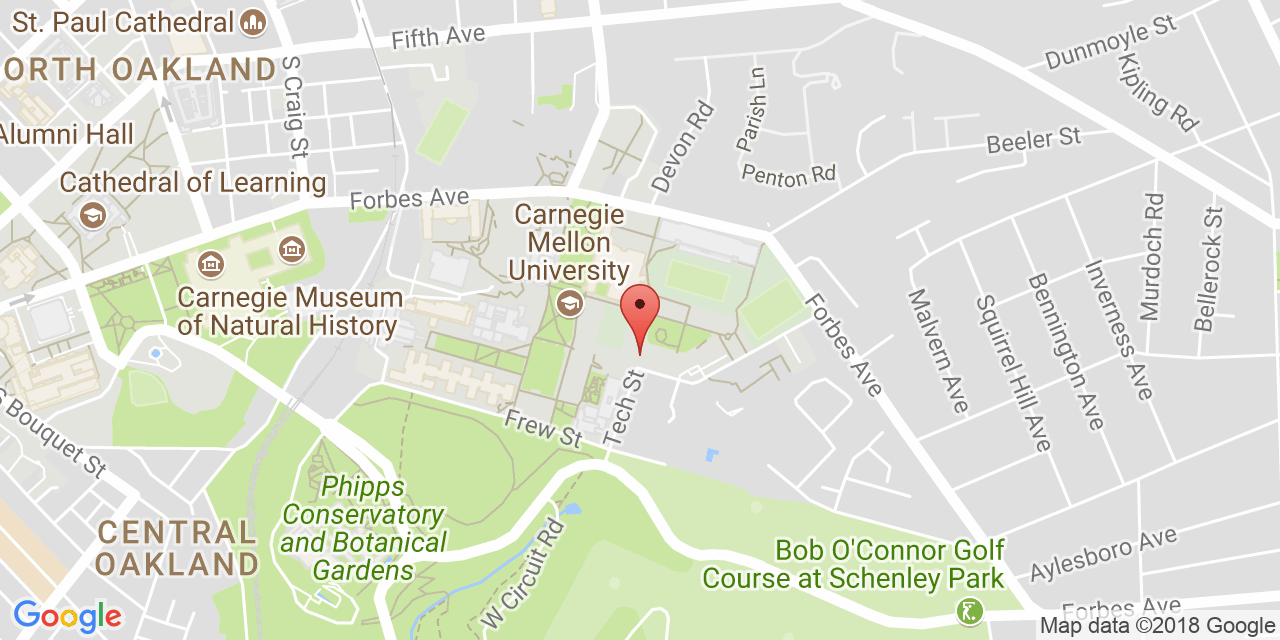 St. Paul Cathedral
Fifth Ave
Dunmoyle St
ORTH OAKLAND
S Craig St
Kipling Rd
Parish Ln
Devon Rd
Alumni Hall
Beeler St
Penton Rd
Cathedral of Learning
Forbes Ave
Carnegie
Mellon
University
Murdoch Rd
Bellerock St
Carnegie Museum
of Natural History
Malvern Ave
Squirrel Hill Ave
Bennington Ave
Inverness Ave
Forbes Ave
S Bouquet St
Tech St
Frew St
Phipps
Conservatory
and Botanical
Gardens
CENTRAL
OAKLAND
W Circuit Rd
Bob O'Connor Golf
Course at Schenley Park
Aylesboro Ave
Forbes Ave
Google
Map data ©2018 Google